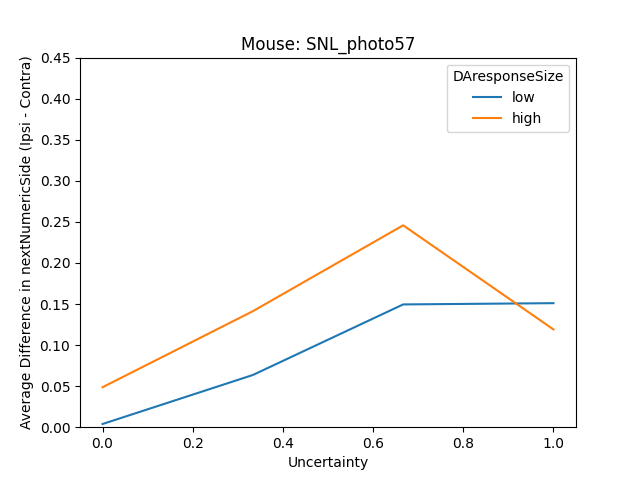 Mouse: SNL_photo57
Average Difference in nextNumericSide (Ipsi - Contra)
0.45
0.40
0.35
0.30
0.25
0.20
0.15
0.10
0.05
0.00
DAresponseSize
low
high
0.0 0.2 0.4 0.6 0.8 1.0
Uncertainty